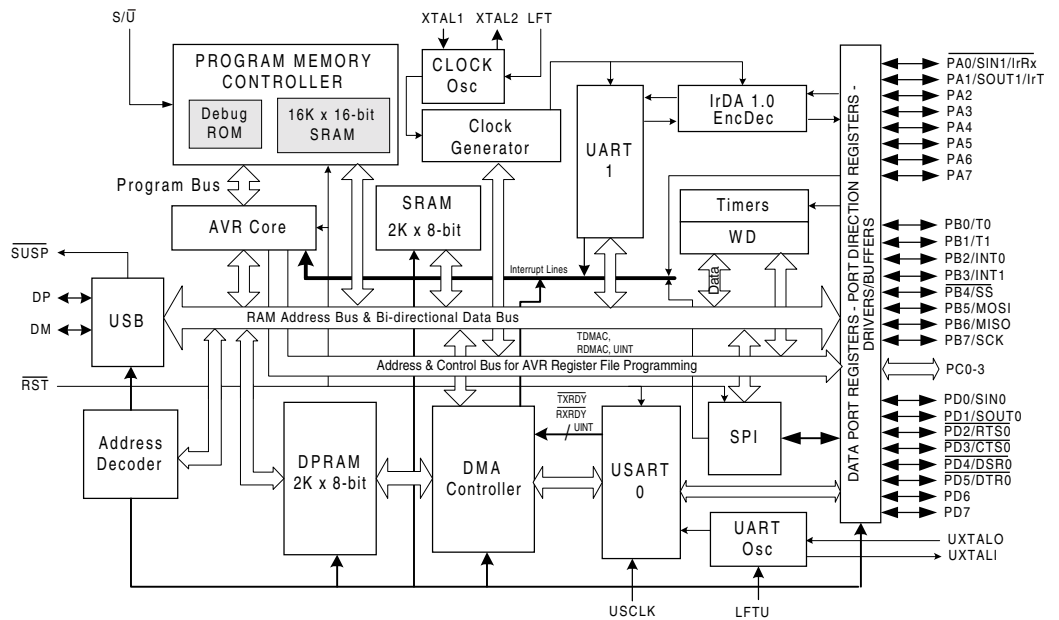 S/U
XTAL1
XTAL2
LFT
PROGRAM MEMORY
CONTROLLER
Debug
ROM
16K x 16-bit
SRAM
CLOCK
Osc
Clock
Generator
UART
1
IrDA 1.0
EncDec
Program Bus
AVR Core
SRAM
2K x 8-bit
Timers
WD
Data
Interrupt Lines
SUSP
DP
DM
USB
RAM Address Bus & Bi-directional Data Bus
TDMAC,
RDMAC, UINT
Address & Control Bus for AVR Register File Programming
RST
Address
Decoder
DPRAM
2K x 8-bit
DMA
Controller
TXRDY
RXRDY
UINT
USART
0
SPI
UART
Osc
USCLK
LFTU
DATA PORT REGISTERS - PORT DIRECTION REGISTERS -
DRIVERS/BUFFERS
PA0/SIN1/IrRx
PA1/SOUT1/IrT
PA2
PA3
PA4
PA5
PA6
PA7
PB0/T0
PB1/T1
PB2/INT0
PB3/INT1
PB4/SS
PB5/MOSI
PB6/MISO
PB7/SCK
PC0-3
PD0/SIN0
PD1/SOUT0
PD2/RTS0
PD3/CTS0
PD4/DSR0
PD5/DTR0
PD6
PD7
UXTALO
UXTALI